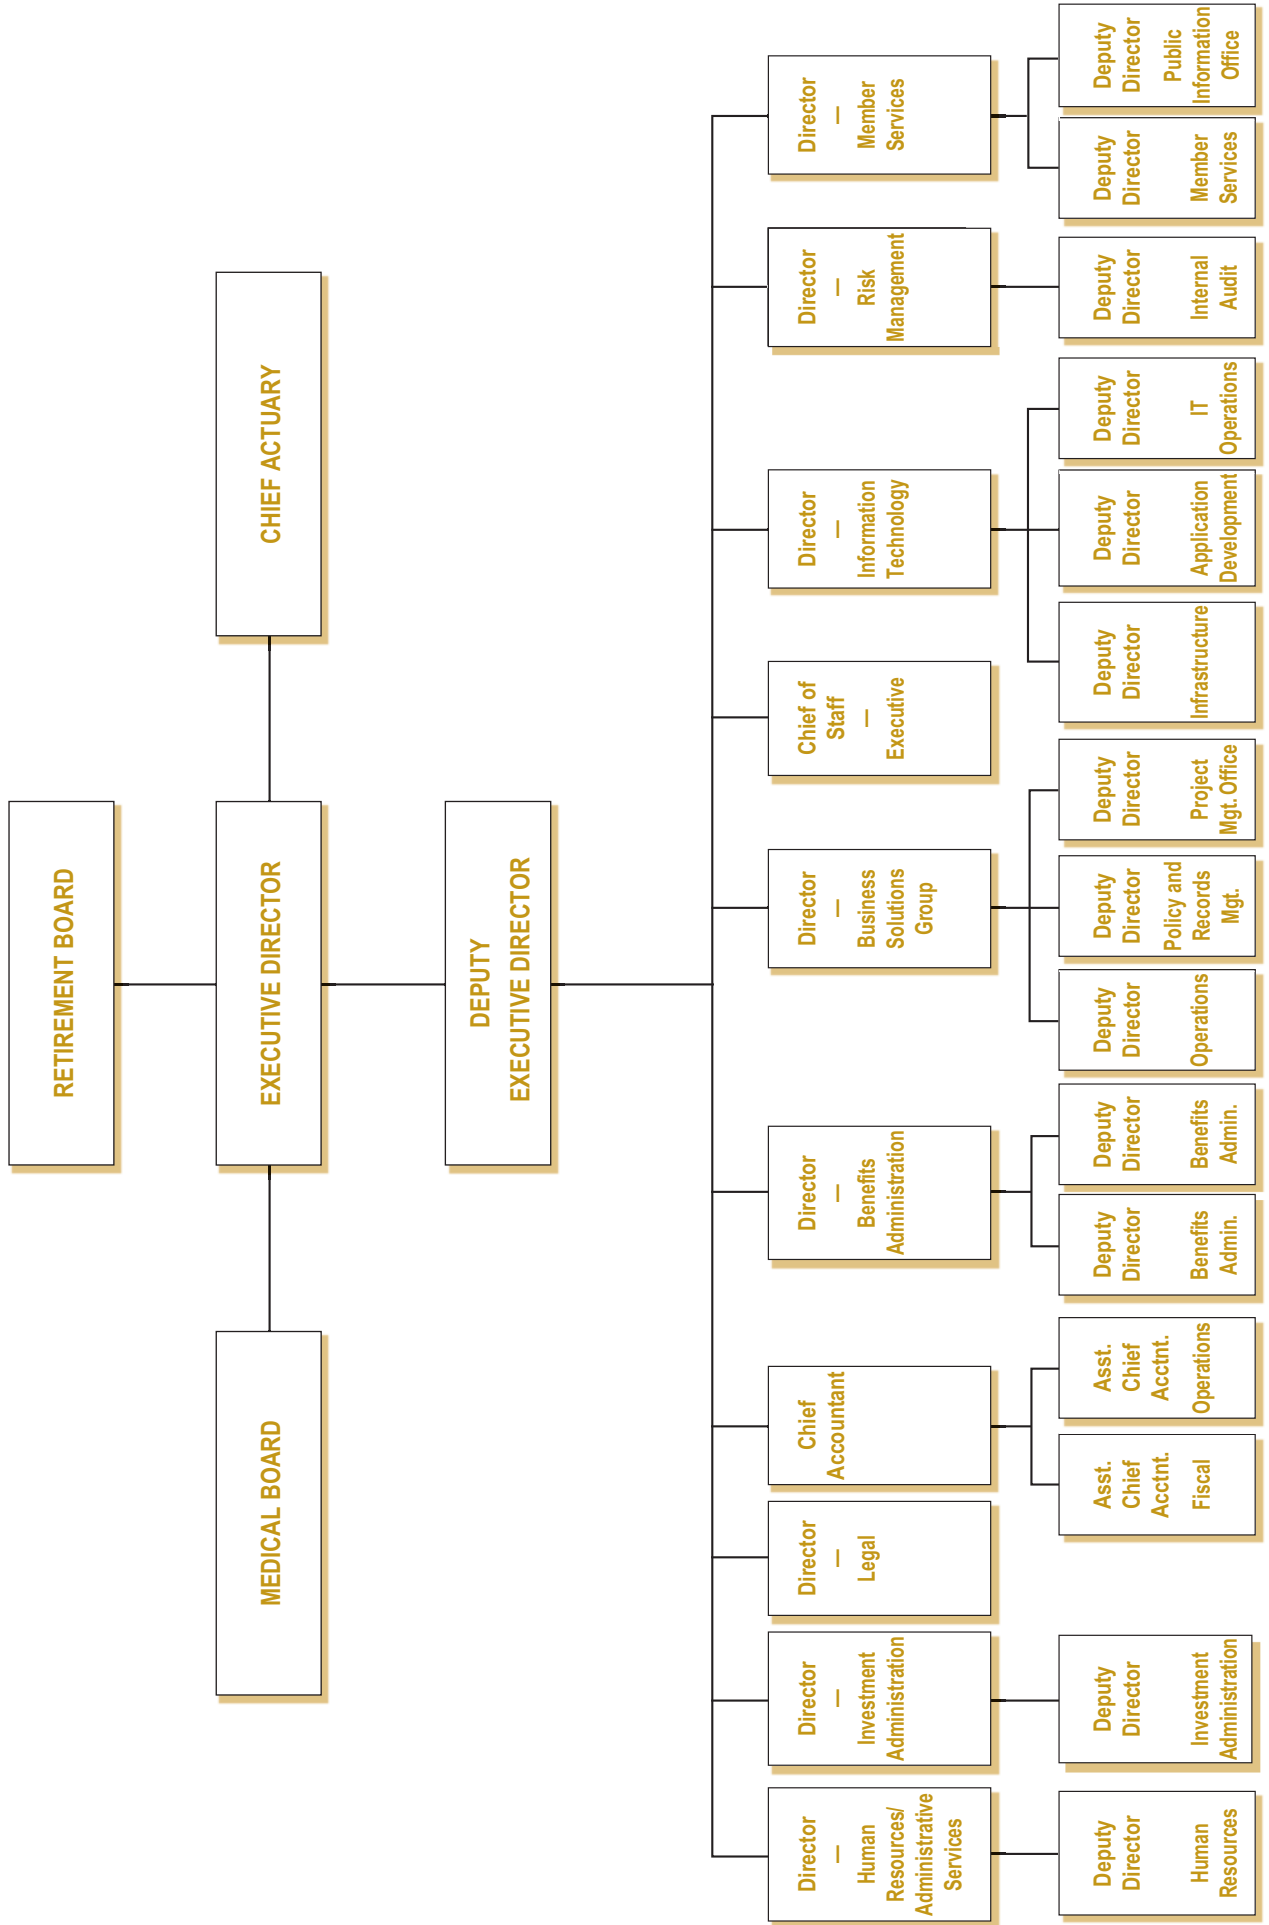 RETIREMENT BOARD
MEDICAL BOARD
EXECUTIVE DIRECTOR
CHIEF ACTUARY
DEPUTY
EXECUTIVE DIRECTOR
Director
—
Human
Resources/
Administrative
Services
Director
—
Investment
Administration
Director
—
Legal
Chief
Accountant
Director
—
Benefits
Administration
Director
—
Business
Solutions
Group
Chief of
Staff
—
Executive
Director
—
Information
Technology
Director
—
Risk
Management
Director
—
Member
Services
Deputy
Director
Human
Resources
Deputy
Director
Investment
Administration
Asst.
Chief
Acctnt.
Fiscal
Asst.
Chief
Acctnt.
Operations
Deputy
Director
Benefits
Admin.
Deputy
Director
Benefits
Admin.
Deputy
Director
Operations
Deputy
Director
Policy and
Records
Mgt.
Deputy
Director
Project
Mgt. Office
Deputy
Director
Infrastructure
Deputy
Director
Application
Development
Deputy
Director
IT
Operations
Deputy
Director
Internal
Audit
Deputy
Director
Member
Services
Deputy
Director
Public
Information
Office